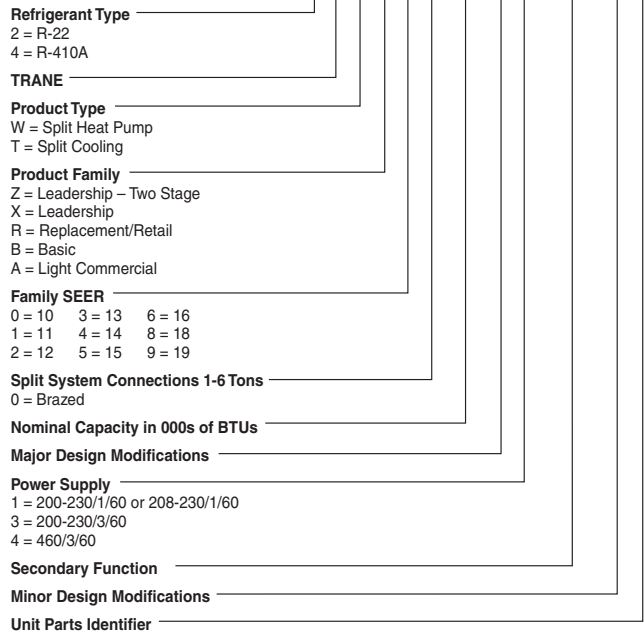 Refrigerant Type
2 = R-22
4 = R-410A
TRANE
Product Type
W = Split Heat Pump
T = Split Cooling
Product Family
Z = Leadership – Two Stage
X = Leadership
R = Replacement/Retail
B = Basic
A = Light Commercial
Family SEER
0 = 10 3 = 13 6 = 16
1 = 11 4 = 14 8 = 18
2 = 12 5 = 15 9 = 19
Split System Connections 1-6 Tons
0 = Brazed
Nominal Capacity in 000s of BTUs
Major Design Modifications
Power Supply
1 = 200-230/1/60 or 208-230/1/60
3 = 200-230/3/60
4 = 460/3/60
Secondary Function
Minor Design Modifications
Unit Parts Identifier